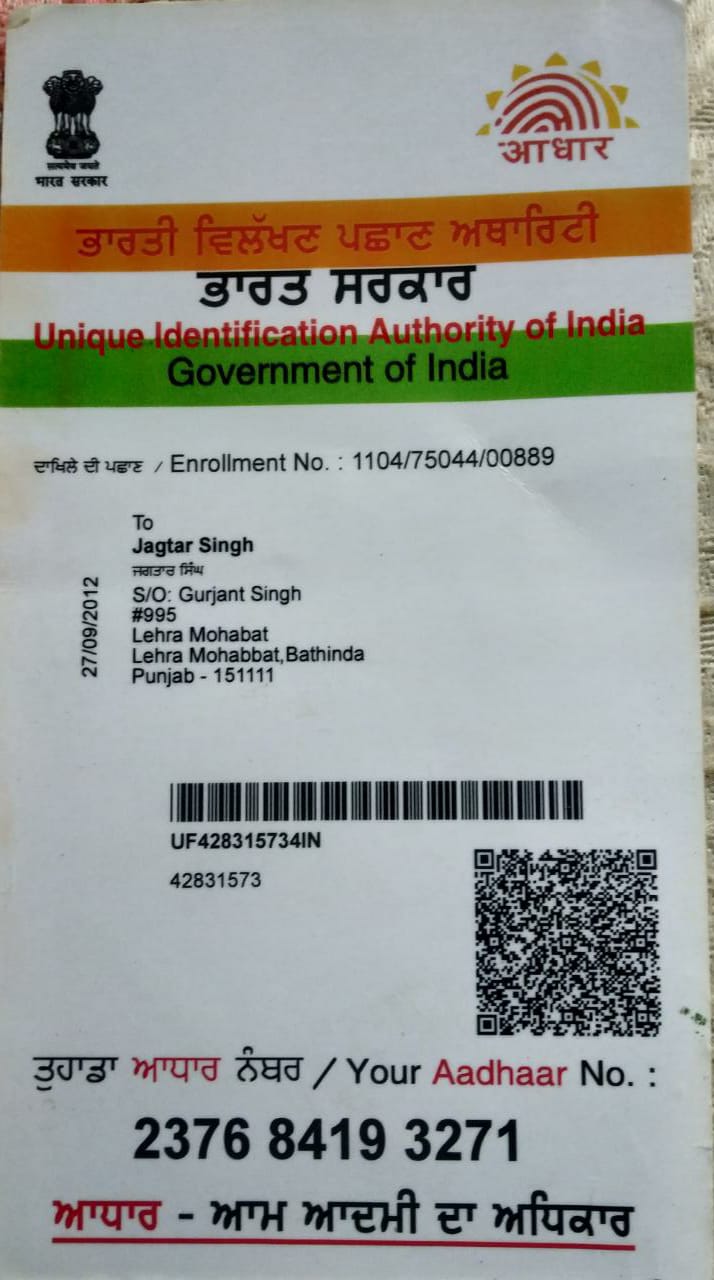 सत्यमेव जयते
भारत सरकार
आधार
ਭਾਰਤੀ ਵਿਲੱਖਣ ਪਛਾਣ ਅਥਾਰਿਟੀ
ਭਾਰਤ ਸਰਕਾਰ
Unique Identification Authority of India
Government of India
ਦਾਖਿਲੇ ਦੀ ਪਛਾਣ / Enrollment No. : 1104/75044/00889
27/09/2012
To
Jagtar Singh
ਜਗਤਾਰ ਸਿੰਘ
S/O: Gurjant Singh
#995
Lehra Mohabat
Lehra Mohabbat,Bathinda
Punjab - 151111
UF428315734IN
42831573
ਤੁਹਾਡਾ ਆਧਾਰ ਨੰਬਰ / Your Aadhaar No. :
2376 8419 3271
ਆਧਾਰ - ਆਮ ਆਦਮੀ ਦਾ ਅਧਿਕਾਰ